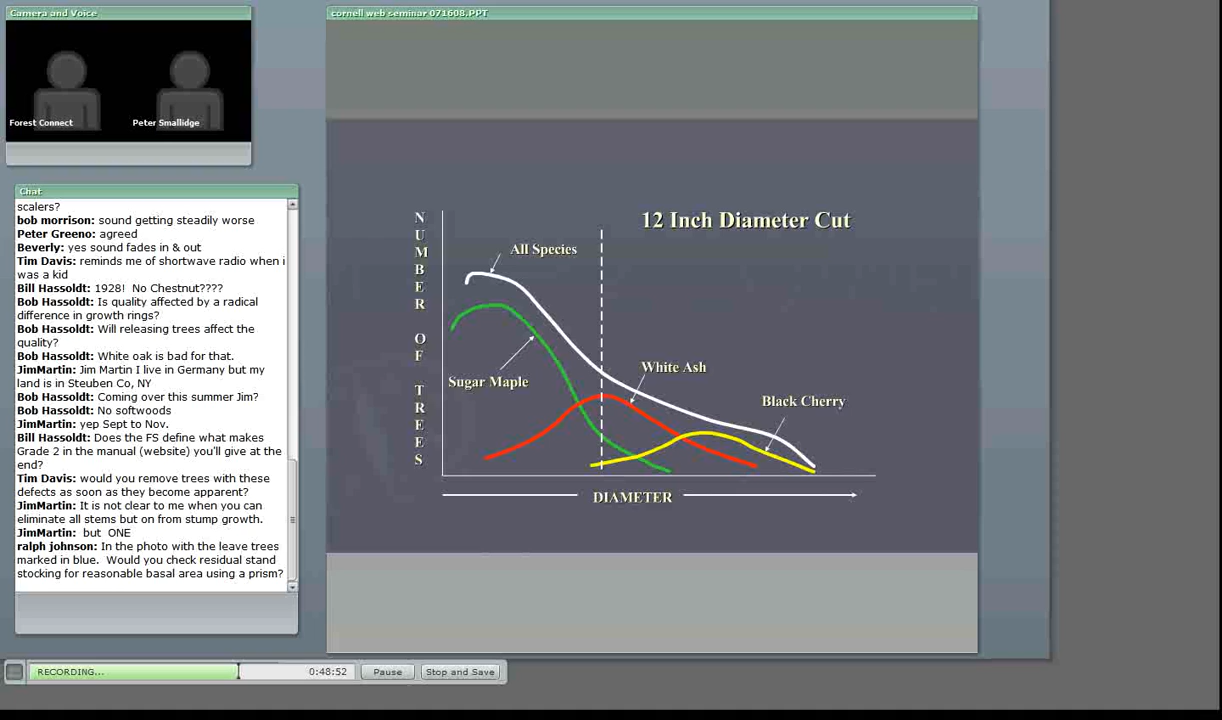 Camera and Voice
Forest Connect
Peter Smallidge
Chat
scalers?
bob morrison: sound getting steadily worse
Peter Greeno: agreed
Beverly: yes sound fades in & out
Tim Davis: reminds me of shortwave radio when i
was a kid
Bill Hassoldt: 1928!  No Chestnut????
Bob Hassoldt: Is quality affected by a radical
difference in growth rings?
Bob Hassoldt: Will releasing trees affect the
quality?
Bob Hassoldt: White oak is bad for that.
JimMartin: Jim Martin I live in Germany but my
land is in Steuben Co, NY
Bob Hassoldt: Coming over this summer Jim?
Bob Hassoldt: No softwoods
JimMartin: yep Sept to Nov.
Bill Hassoldt: Does the FS define what makes
Grade 2 in the manual (website) you'll give at the
end?
Tim Davis: would you remove trees with these
defects as soon as they become apparent?
JimMartin: It is not clear to me when you can
eliminate all stems but on from stump growth.
JimMartin:  but  ONE
ralph johnson: In the photo with the leave trees
marked in blue.  Would you check residual stand
stocking for reasonable basal area using a prism?
RECORDING...
0:48:52
Pause
Stop and Save
cornell web seminar 071608.PPT
12 Inch Diameter Cut
NUMBER OF TREES
All Species
Sugar Maple
White Ash
Black Cherry
DIAMETER